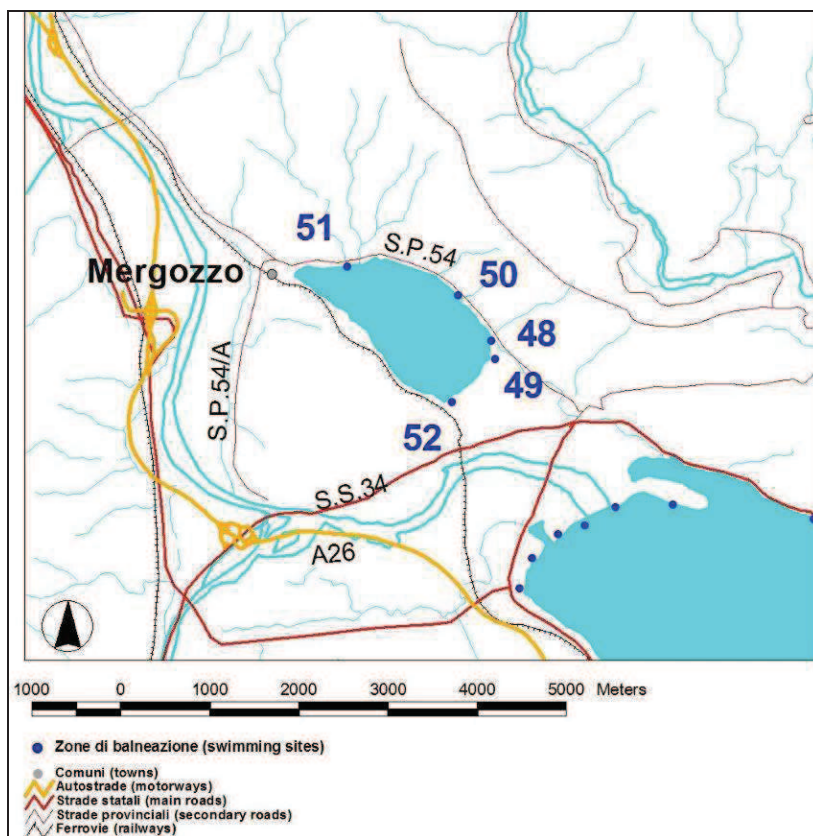 51
S.P.54
Mergozzo
50
48
S.P.54/A
49
52
S.S.34
A26
1000 0 1000 2000 3000 4000 5000 Meters
Zone di balneazione (swimming sites)
Comuni (towns)
Autostrade (motorways)
Strade statali (main roads)
Strade provinciali (secondary roads)
Ferrovie (railways)